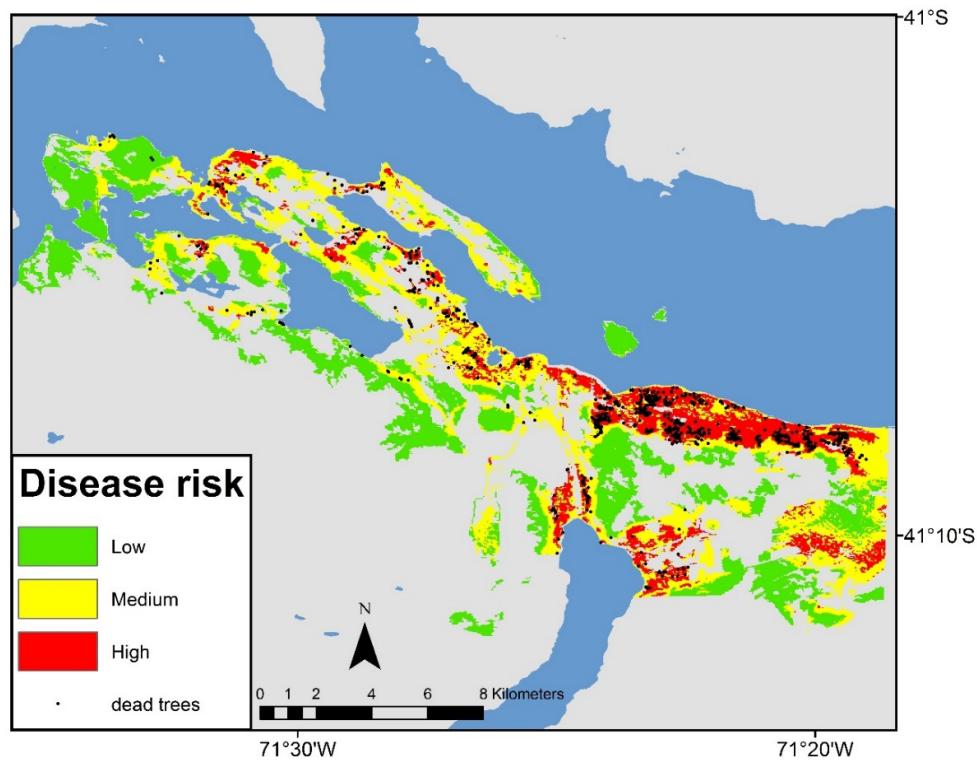 41°S
Disease risk
Low
Medium
High
dead trees
N
0 1 2 4 6 8 Kilometers
41°10'S
71°30'W
71°20'W